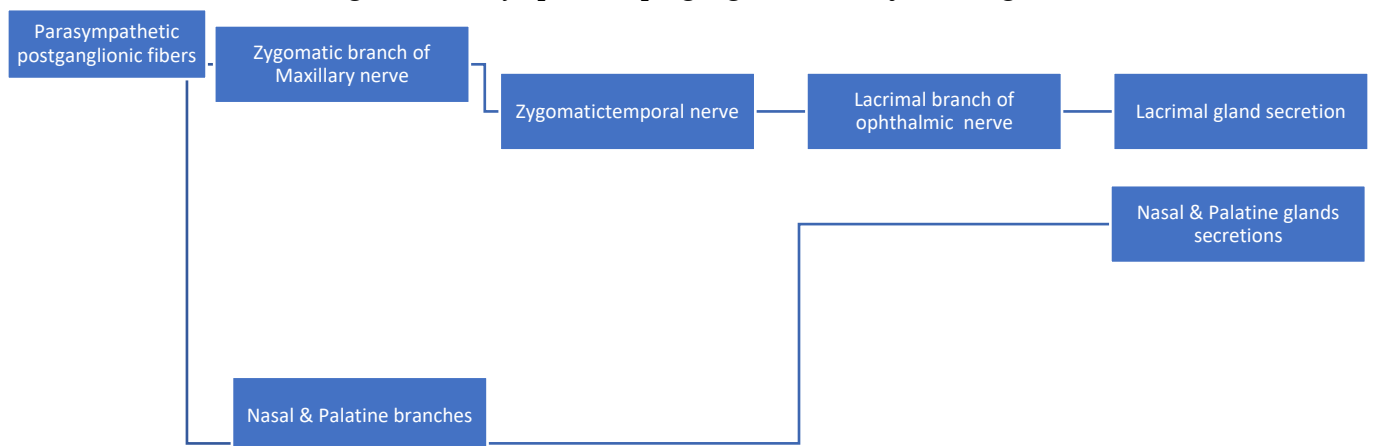 Parasympathetic
postganglionic fibers
Zygomatic branch of
Maxillary nerve
Zygomatictemporal nerve
Lacrimal branch of
ophthalmic nerve
Lacrimal gland secretion
Nasal & Palatine glands
secretions
Nasal & Palatine branches